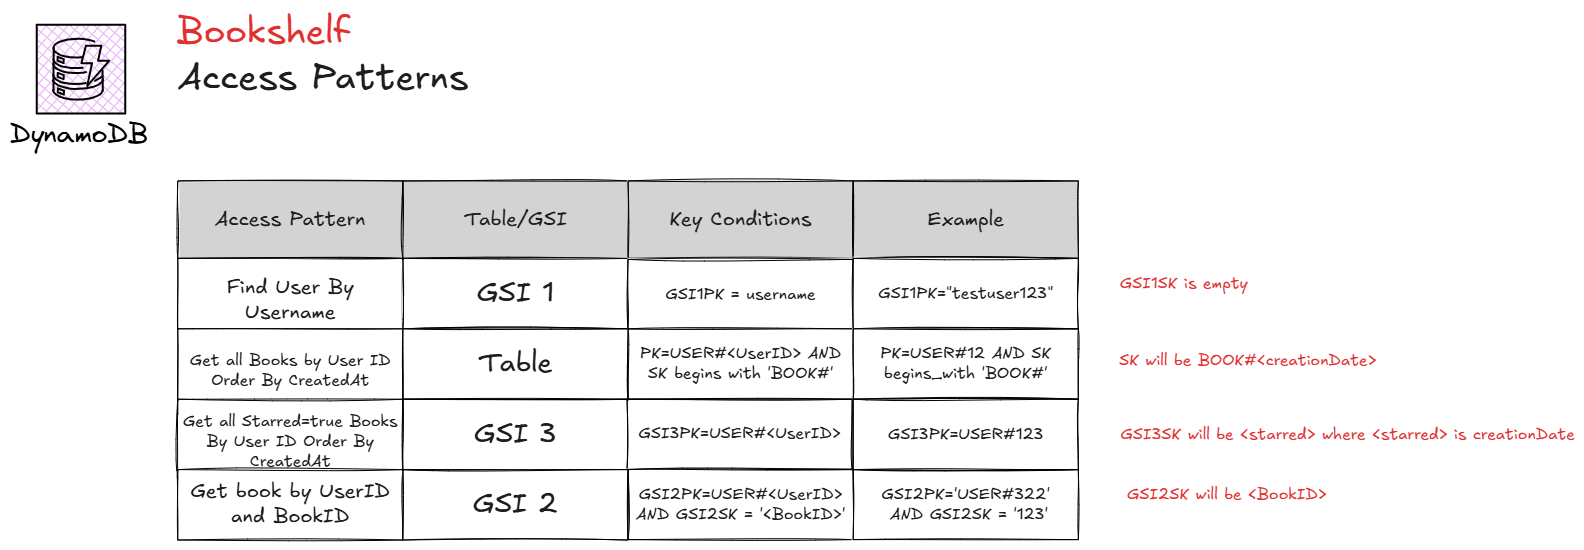 Bookshelf
Access Patterns
DynamoDB
Access Pattern
Table/GSI
Key Conditions
Example
Find User By
Username
GSI 1
GSI1PK = username
GSI1PK="testuser123"
GSI1SK is empty
Get all Books by User ID
Order By CreatedAt
Table
PK=USER#<UserID> AND
SK begins with 'BOOK#'
PK=USER#12 AND SK
begins_with 'BOOK#'
SK will be BOOK#<creationDate>
Get all Starred=true Books
By User ID Order By
CreatedAt
GSI 3
GSI3PK=USER#<UserID>
GSI3PK=USER#123
GSI3SK will be <starred> where <starred> is creationDate
Get book by UserID
and BookID
GSI 2
GSI2PK=USER#<UserID>
AND GSI2SK = '<BookID>'
GSI2PK='USER#322'
AND GSI2SK = '123'
GSI2SK will be <BookID>